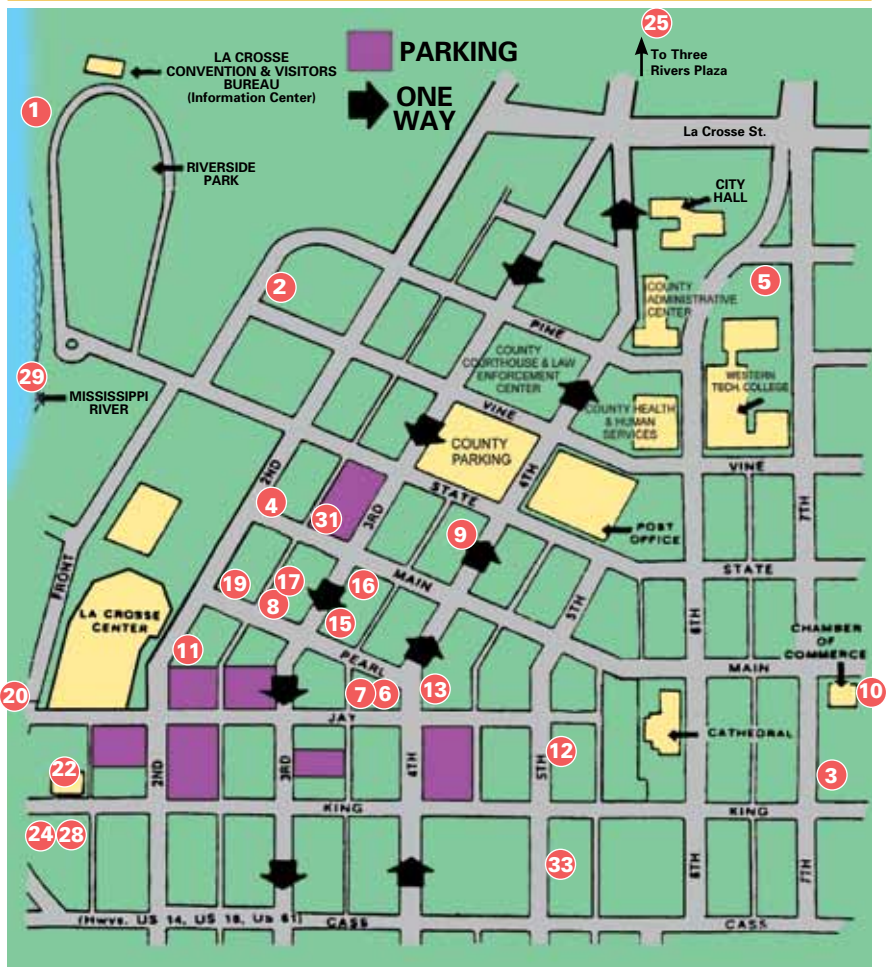 25
LA CROSSE
CONVENTION & VISITORS
BUREAU
(Information Center)
PARKING
To Three
Rivers Plaza
ONE
WAY
1
La Crosse St.
RIVERSIDE
PARK
CITY
HALL
2
5
COUNTY
ADMINISTRATIVE
CENTER
PINE
COUNTY
COURTHOUSE & LAW
ENFORCEMENT
CENTER
29
MISSISSIPPI
RIVER
WESTERN
TECH. COLLEGE
VINE
COUNTY HEALTH
& HUMAN
SERVICES
COUNTY
PARKING
2ND
4TH
VINE
STATE
4
31
3RD
9
7TH
POST
OFFICE
FRONT
MAIN
STATE
19
17
16
8
15
5TH
6TH
LA CROSSE
CENTER
CHAMBER
OF
COMMERCE
11
PEARL
MAIN
20
7
6
13
10
JAY
CATHEDRAL
12
22
2ND
3RD
4TH
5TH
3
KING
KING
24
28
33
6TH
7TH
(Hwys. US 14, US 16, Us 61)
CASS
CASS